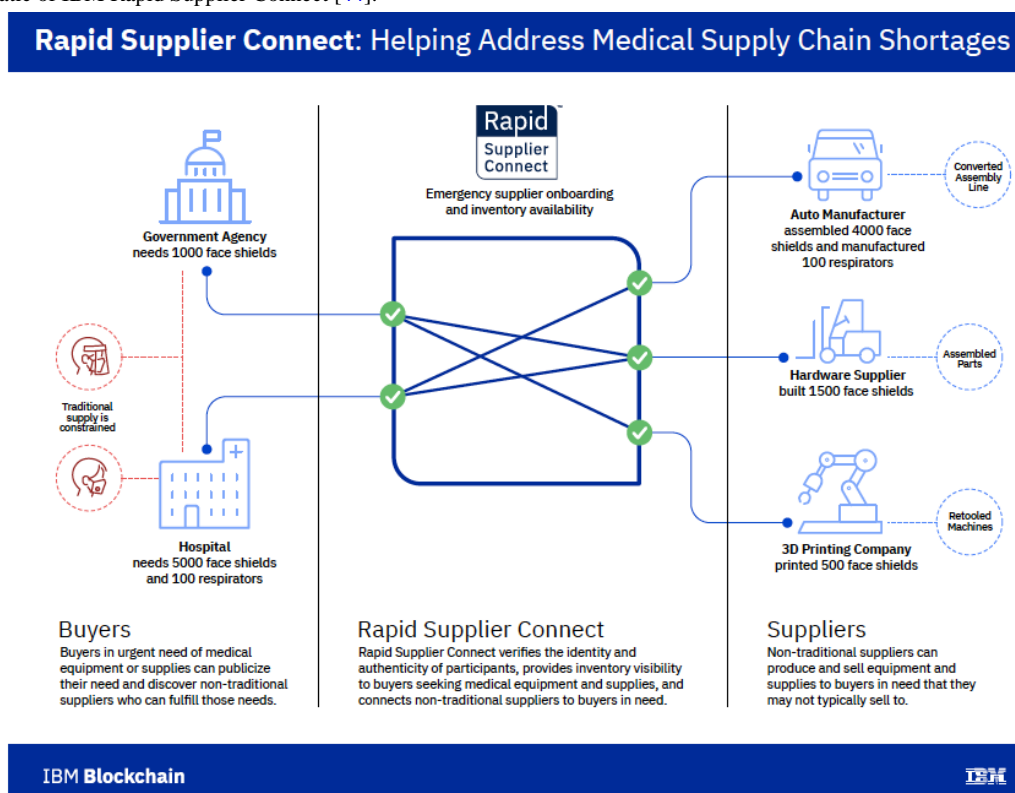 of IBM Rapid Supplier Connect [44].
Rapid Supplier Connect: Helping Address Medical Supply Chain Shortages
Rapid
Supplier
Connect
Emergency supplier onboarding
and inventory availability
Government Agency
needs 1000 face shields
Traditional
supply is
constrained
Hospital
needs 5000 face shields
and 100 respirators
Auto Manufacturer
assembled 4000 face
shields and manufactured
100 respirators
Converted
Assembly
Line
Hardware Supplier
built 1500 face shields
Assembled
Parts
3D Printing Company
printed 500 face shields
Retooled
Machines
Buyers
Buyers in urgent need of medical
equipment or supplies can publicize
their need and discover non-traditional
suppliers who can fulfill those needs.
Rapid Supplier Connect
Rapid Supplier Connect verifies the identity and
authenticity of participants, provides inventory visibility
to buyers seeking medical equipment and supplies, and
connects non-traditional suppliers to buyers in need.
Suppliers
Non-traditional suppliers can
produce and sell equipment and
supplies to buyers in need that they
may not typically sell to.
IBM Blockchain
IBM